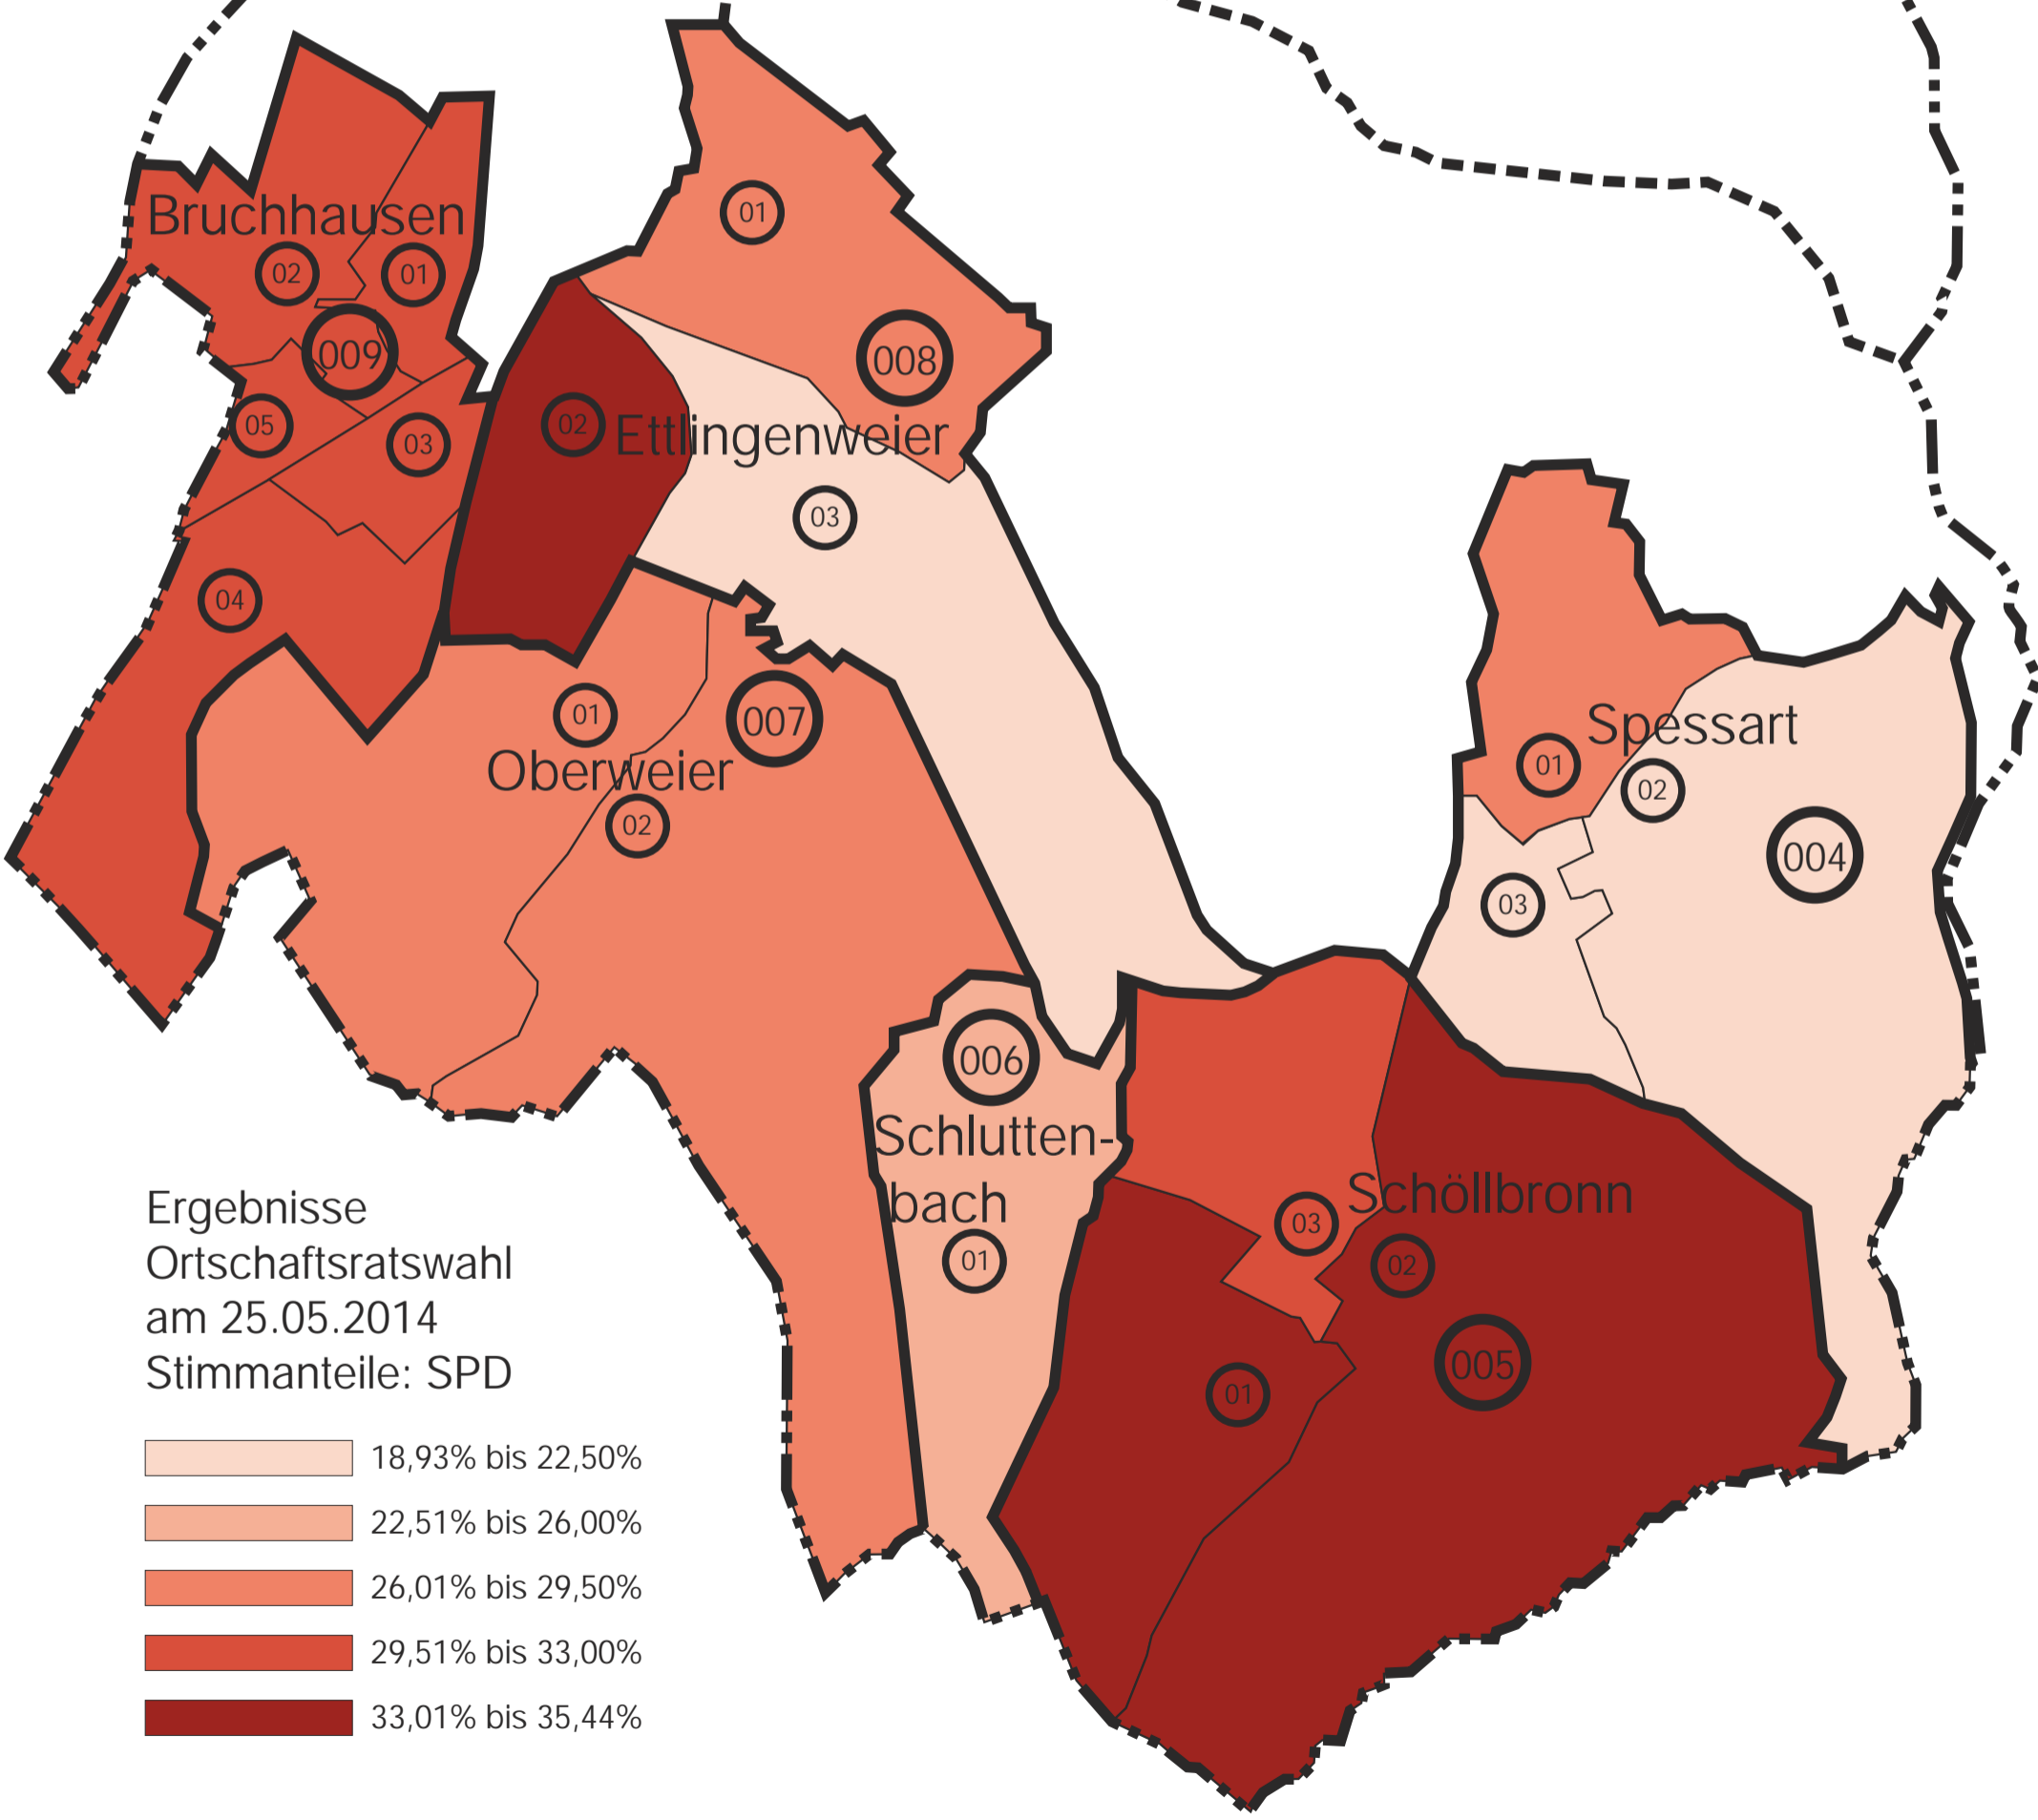 01
Bruchhausen
02
01
009
008
05
03
02
Ettlingenweier
03
04
01
007
Oberweier
02
Spessart
01
02
004
03
006
Schlutten-
bach
01
Schöllbronn
03
02
005
01
Ergebnisse
Ortschaftsratswahl
am 25.05.2014
Stimmanteile: SPD
18,93% bis 22,50%
22,51% bis 26,00%
26,01% bis 29,50%
29,51% bis 33,00%
33,01% bis 35,44%